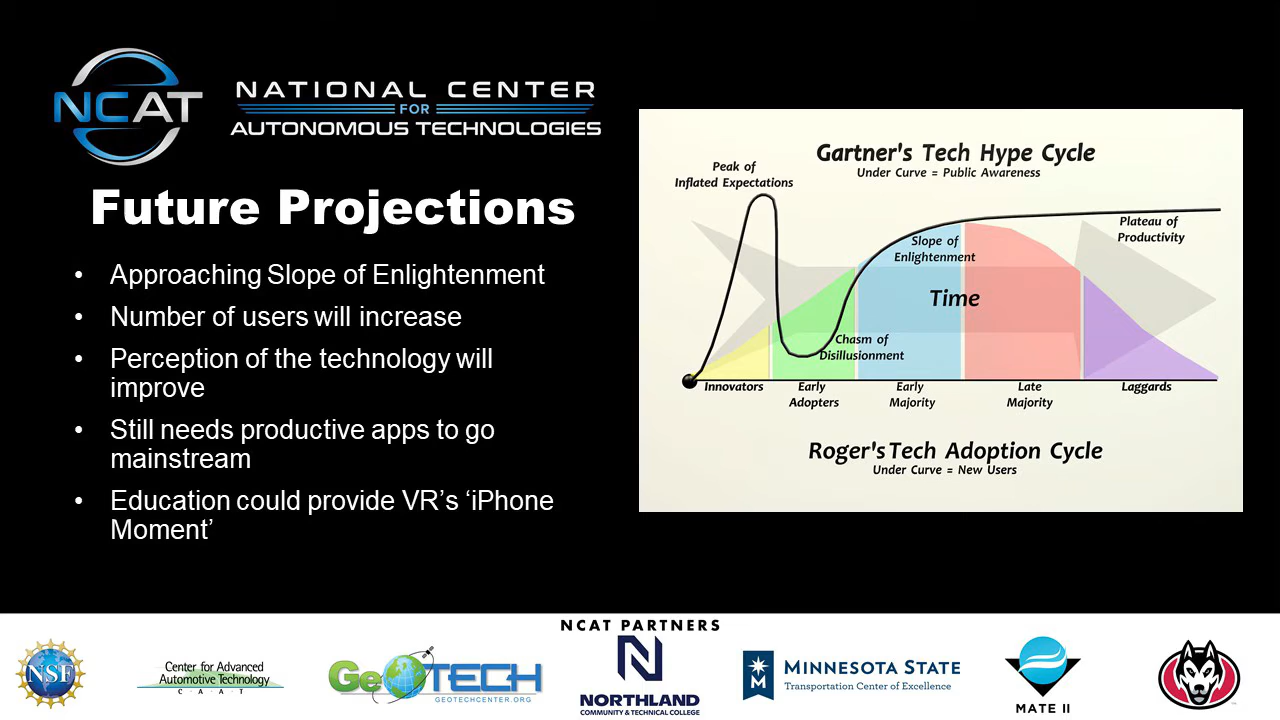 NCAT
NATIONAL CENTER
FOR
AUTONOMOUS TECHNOLOGIES
Future Projections
• Approaching Slope of Enlightenment
• Number of users will increase
• Perception of the technology will
improve
• Still needs productive apps to go
mainstream
• Education could provide VR’s ‘iPhone
Moment’
Gartner's Tech Hype Cycle
Under Curve = Public Awareness
Peak of
Inflated Expectations
Plateau of
Productivity
Slope of
Enlightenment
Time
Chasm of
Disillusionment
Innovators
Early
Adopters
Early
Majority
Late
Majority
Laggards
Roger's Tech Adoption Cycle
Under Curve = New Users
NCAT PARTNERS
NSF
Center for Advanced
Automotive Technology
C A A T
GeoTECH
GEOTECHCENTER.ORG
N
NORTHLAND
COMMUNITY & TECHNICAL COLLEGE
M
MINNESOTA STATE
Transportation Center of Excellence
MATE II